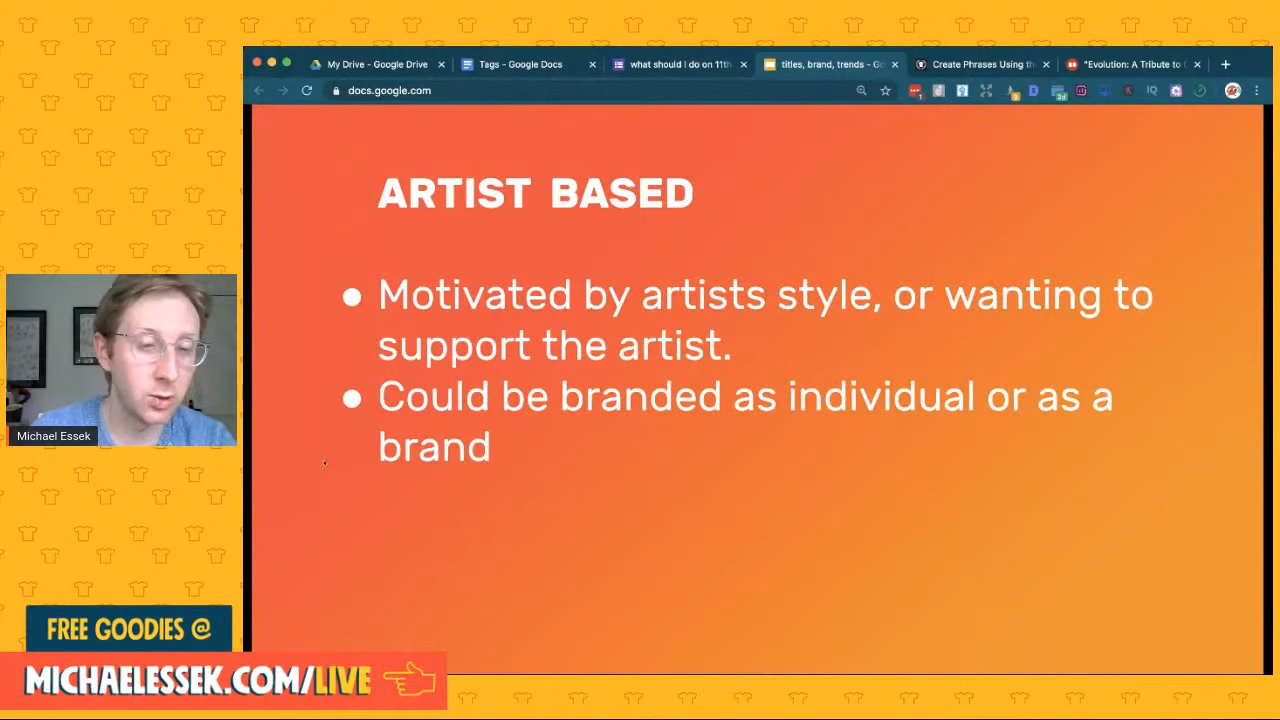 My Drive - Google Drive
Tags - Google Docs
what should I do on 11th
titles, brand, trends - Go
Create Phrases Using th
"Evolution: A Tribute to
docs.google.com
ARTIST BASED
● Motivated by artists style, or wanting to
support the artist.
● Could be branded as individual or as a
brand
Michael Essek
FREE GOODIES @
MICHAELESSEK.COM/LIVE